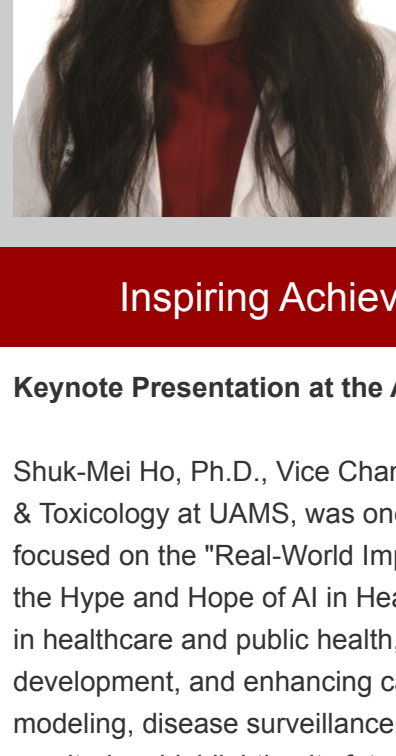 Inspiring Achiev
Keynote Presentation at the A
Shuk-Mei Ho, Ph.D., Vice Char
& Toxicology at UAMS, was one
focused on the "Real-World Imp
the Hype and Hope of AI in Hea
in healthcare and public health,
development, and enhancing ca
modeling, disease surveillance